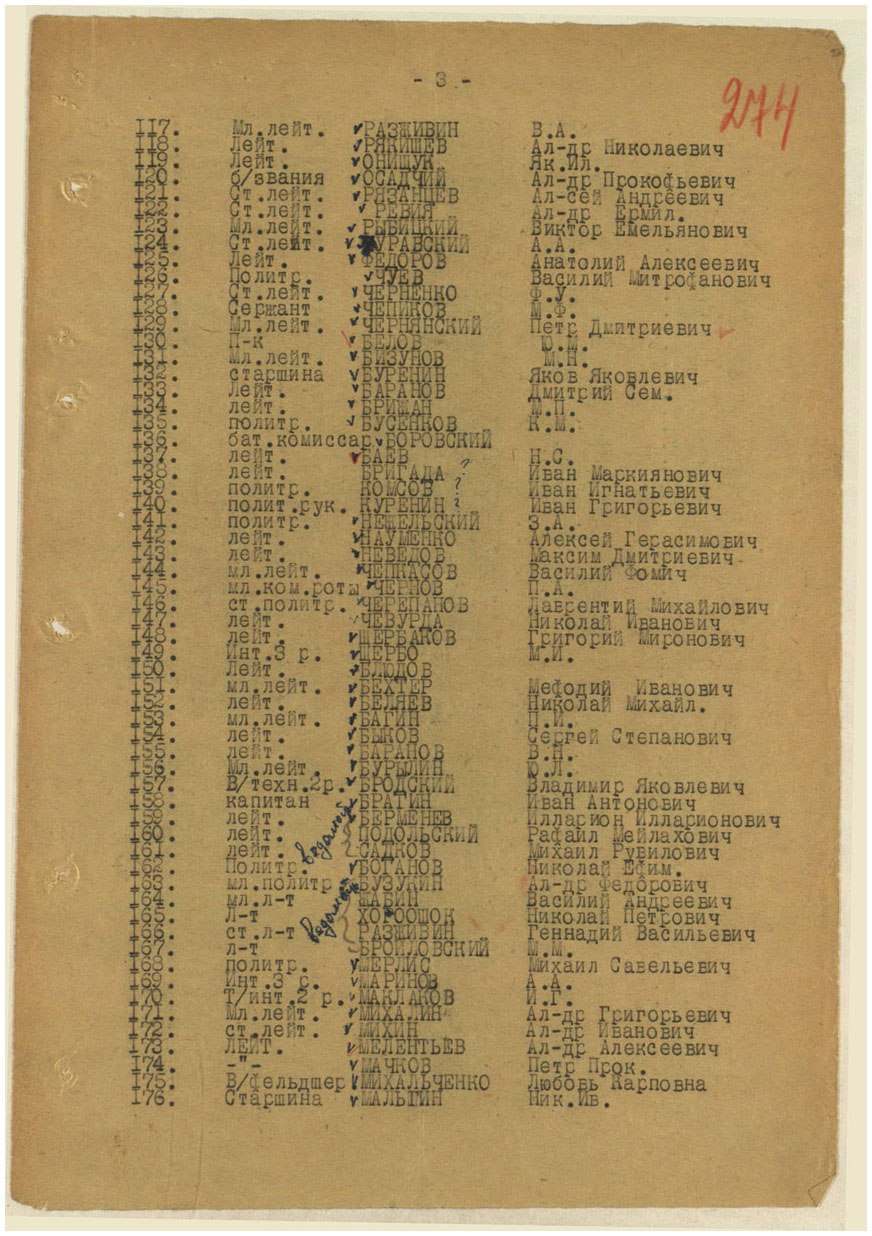 - 3 -
274
117. Мл.лейт. РАЗЖИВИН В.А.
118. Лейт. РЯКИШЕВ Ал-др Николаевич
119. Лейт. ОНИЩУК Як.Ил.
120. б/звания ОСАДЧИЙ Ал-др Прокофьевич
121. Ст.лейт. РЯЗАНЦЕВ Ал-сей Андреевич
122. Ст.лейт. РЕВИЯ Ал-др Ермил.
123. Мл.лейт. РЫБИЦКИЙ Виктор Емельянович
124. Ст.лейт. ЖУРАВСКИЙ А.А.
125. Лейт. ФЕДОРОВ Анатолий Алексеевич
126. Политр. ЧУЕВ Василий Митрофанович
127. Ст.лейт. ЧЕРНЕНКО Ф.У.
128. Сержант ЧЕПИКОВ М.Ф.
129. Мл.лейт. ЧЕРНЯНСКИЙ Петр Дмитриевич
130. П-к БЕЛОВ Ю.М.
131. Мл.лейт. БИЗУНОВ М.Н.
132. старшина БУРЕНИН Яков Яковлевич
133. Лейт. БАРАНОВ Дмитрий Сем.
134. лейт. БРИЖАН М.П.
135. политр. БУСЕНКОВ К.М.
136. бат.комиссар БОРОВСКИЙ
137. лейт. БАЕВ Н.С.
138. лейт. БРИГАДА ? Иван Маркиянович
139. политр. КОМСОВ ? Иван Игнатьевич
140. полит.рук. КУРЕНИН ? Иван Григорьевич
141. политр. НЕЩЕЛЬСКИЙ З.А.
142. лейт. НАУМЕНКО Алексей Герасимович
143. лейт. НЕВЕДОВ Максим Дмитриевич
144. мл.лейт. ЧЕПКАСОВ Василий Фомич
145. мл.ком.роты ЧЕРНОВ П.А.
146. ст.политр. ЧЕРЕПАНОВ Лаврентий Михайлович
147. лейт. ЧЕВУРДА Николай Иванович
148. лейт. ЩЕРБАКОВ Григорий Миронович
149. Инт.3 р. ЩЕРБО М.И.
150. Лейт. БЛЮДОВ
151. мл.лейт. БЕХТЕР Мефодий Иванович
152. лейт. БЕЛЯЕВ Николай Михайл.
153. мл.лейт. БАГИН П.И.
154. лейт. БЫКОВ Сергей Степанович
155. лейт. БАРАНОВ В.Н.
156. Мл.лейт. БУРЫЛИН Ю.Л.
157. В/техн.2р. БРОДСКИЙ Владимир Яковлевич
158. капитан БРАГИН Иван Антонович
159. лейт. БЕРМЕНЕВ Илларион Илларионович
160. лейт. ПОДОЛЬСКИЙ Рафаил Мейлахович
161. лейт. САДКОВ Михаил Рувилович
162. Политр. БОГАНОВ Николай Ефим.
163. мл.политр БУЗУКИН Ал-др Федорович
164. мл.л-т ШАБИН Василий Андреевич
165. Л-т ХОРОШОК Николай Петрович
166. ст.л-т РАЗЖИВИН Геннадий Васильевич
167. л-т БРОИЛОВСКИЙ М.М.
168. политр. ШЕРЛИС Михаил Савельевич
169. Инт.3 р. МАРИНОВ А.А.
170. Т/инт.2 р. МАКЛАКОВ И.Г.
171. Мл.лейт. МИХАЛИН Ал-др Григорьевич
172. ст.лейт. МИХИН Ал-др Иванович
173. ЛЕЙТ. МЕЛЕНТЬЕВ Ал-др Алексеевич
174. -"- МАЧКОВ Петр Прок.
175. В/фельдшер МИХАЛЬЧЕНКО Любовь Карповна
176. Старшина МАЛЬГИН Ник.Ив.